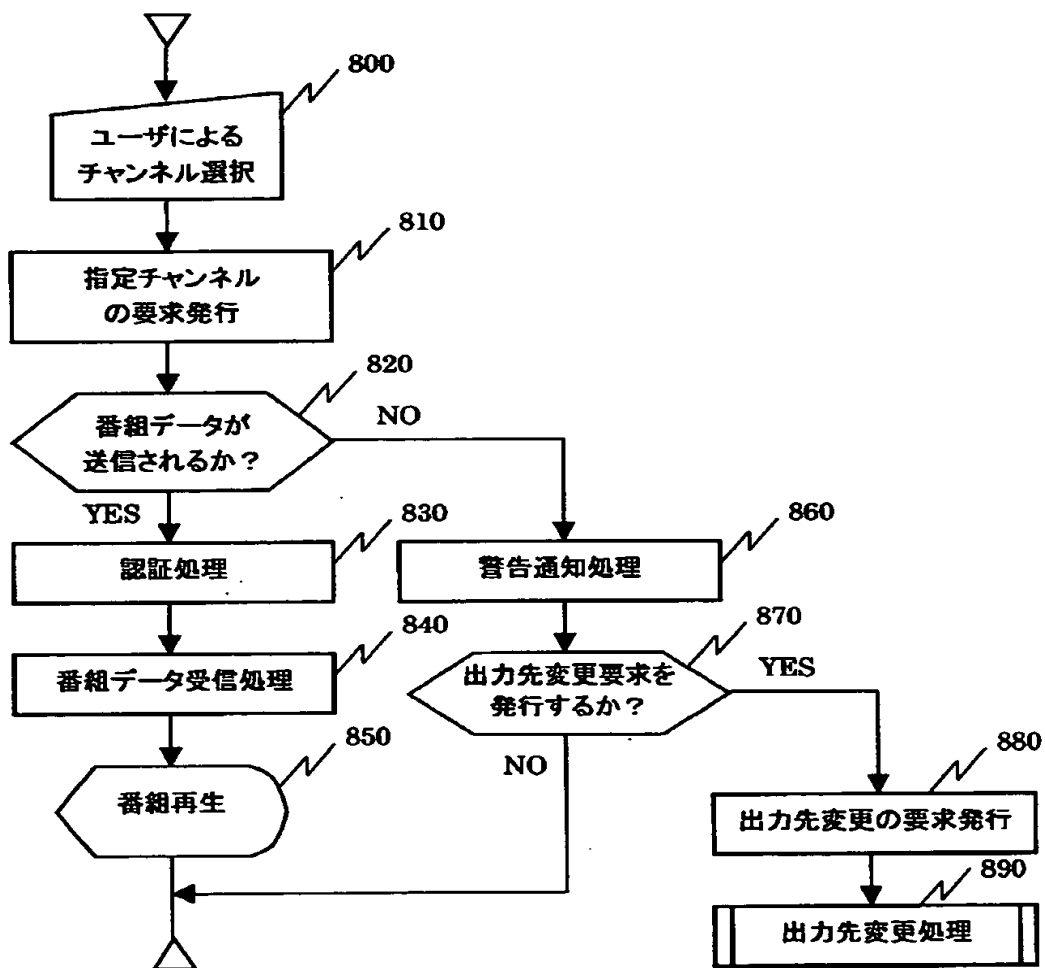 800
ユーザによる
チャンネル選択
810
指定チャンネル
の要求発行
820
番組データが
送信されるか？
NO
YES
830
認証処理
860
警告通知処理
840
番組データ受信処理
870
出力先変更要求を
発行するか？
YES
NO
850
番組再生
880
出力先変更の要求発行
890
出力先変更処理